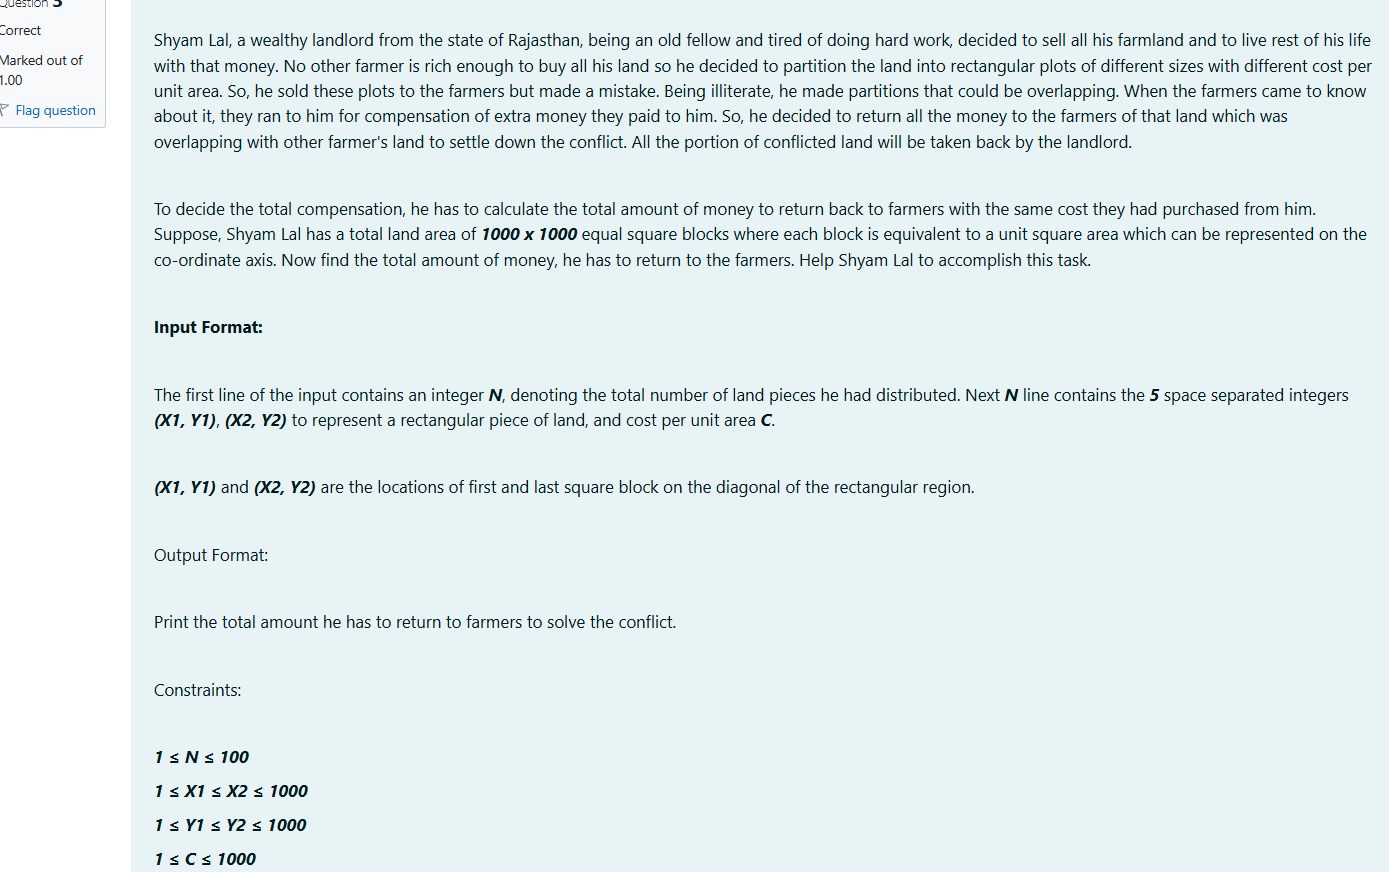 Question 3
Correct
Marked out of
1.00
Flag question
Shyam Lal, a wealthy landlord from the state of Rajasthan, being an old fellow and tired of doing hard work, decided to sell all his farmland and to live rest of his life
with that money. No other farmer is rich enough to buy all his land so he decided to partition the land into rectangular plots of different sizes with different cost per
unit area. So, he sold these plots to the farmers but made a mistake. Being illiterate, he made partitions that could be overlapping. When the farmers came to know
about it, they ran to him for compensation of extra money they paid to him. So, he decided to return all the money to the farmers of that land which was
overlapping with other farmer's land to settle down the conflict. All the portion of conflicted land will be taken back by the landlord.
To decide the total compensation, he has to calculate the total amount of money to return back to farmers with the same cost they had purchased from him.
Suppose, Shyam Lal has a total land area of 1000 x 1000 equal square blocks where each block is equivalent to a unit square area which can be represented on the
co-ordinate axis. Now find the total amount of money, he has to return to the farmers. Help Shyam Lal to accomplish this task.
Input Format:
The first line of the input contains an integer N, denoting the total number of land pieces he had distributed. Next N line contains the 5 space separated integers
(X1, Y1), (X2, Y2) to represent a rectangular piece of land, and cost per unit area C.
(X1, Y1) and (X2, Y2) are the locations of first and last square block on the diagonal of the rectangular region.
Output Format:
Print the total amount he has to return to farmers to solve the conflict.
Constraints:
1 ≤ N ≤ 100
1 ≤ X1 ≤ X2 ≤ 1000
1 ≤ Y1 ≤ Y2 ≤ 1000
1 ≤ C ≤ 1000